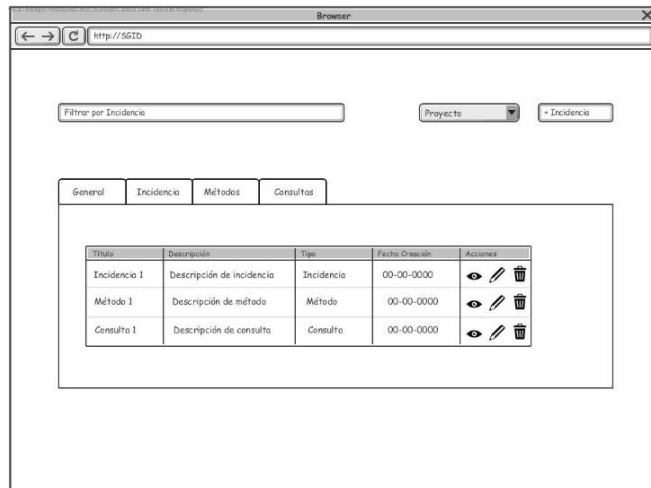 Browser
http://SGID
Filtrar por Incidencia
Proyecto
+ Incidencia
General Incidencia Métodos Consultas
Título Descripción Tipo Fecha Creación Acciones
Incidencia 1 Descripción de incidencia Incidencia 00-00-0000
Método 1 Descripción de método Método 00-00-0000
Consulta 1 Descripción de consulta Consulta 00-00-0000